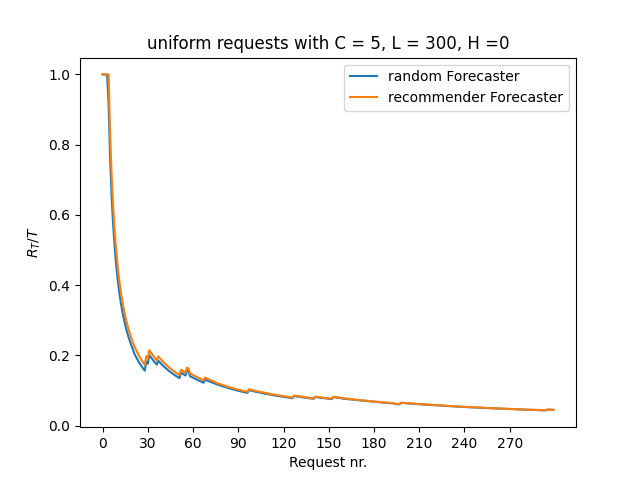 uniform requests with C = 5, L = 300, H =0
random Forecaster
recommender Forecaster
1.0
0.8
0.6
0.4
0.2
0.0
R_T/T
0 30 60 90 120 150 180 210 240 270
Request nr.